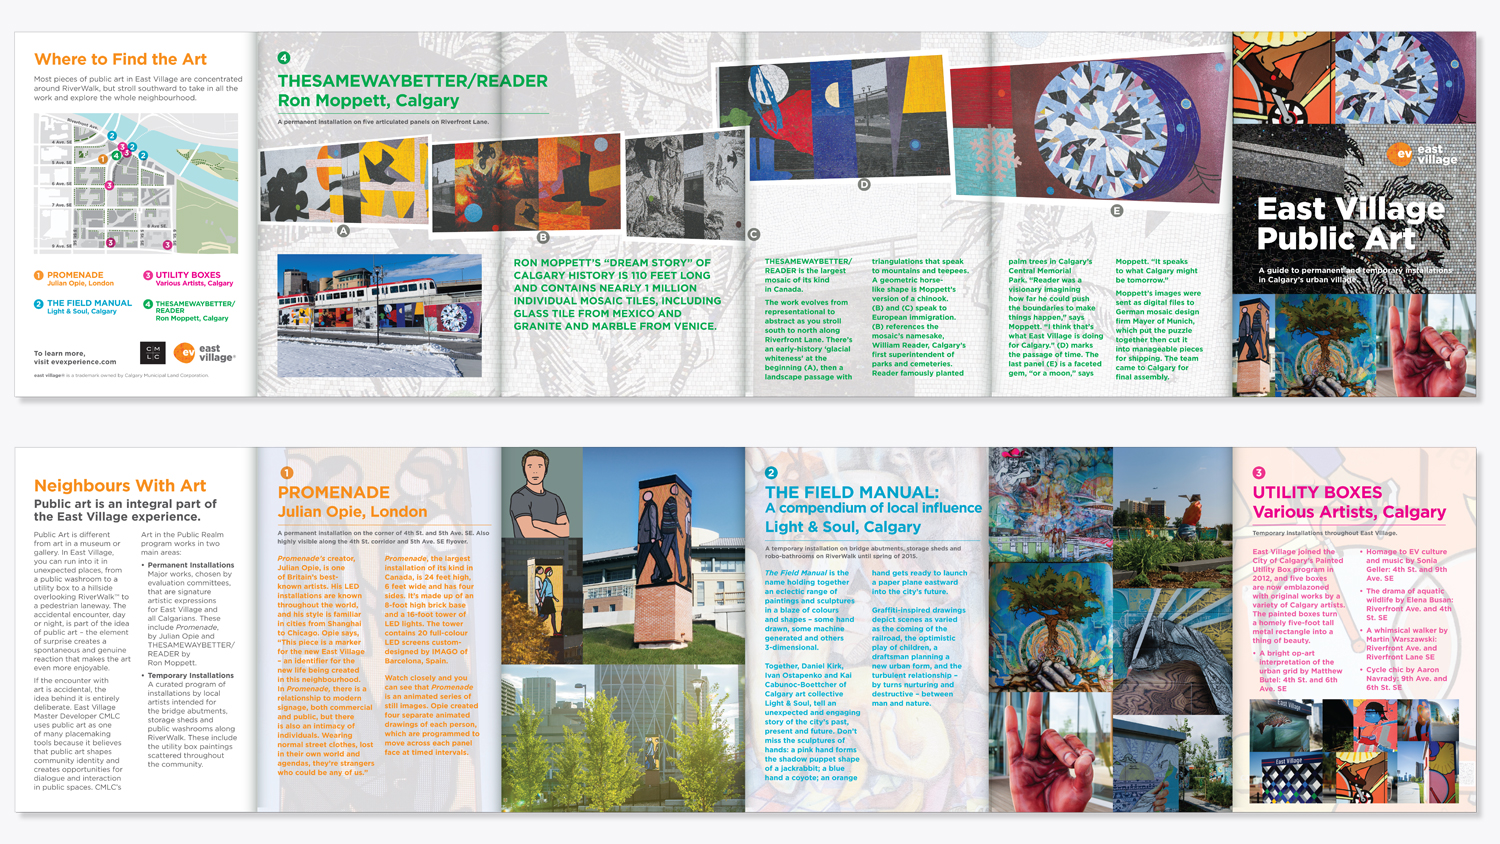 Where to Find the Art
Most pieces of public art in East Village are concentrated
around RiverWalk, but stroll southward to take in all the
work and explore the whole neighbourhood.
Riverfront Ave.
4 Ave. SE
5 Ave. SE
6 Ave. SE
7 Ave. SE
8 Ave. SE
9 Ave. SE
2
3
2
1
4
3
2
3
3
3
1 PROMENADE
Julian Opie, London
2 THE FIELD MANUAL
Light & Soul, Calgary
3 UTILITY BOXES
Various Artists, Calgary
4 THESAMEWAYBETTER/
READER
Ron Moppett, Calgary
To learn more,
visit evexperience.com
CM
LC
ev east
village®
east village® is a trademark owned by Calgary Municipal Land Corporation.
4
THESAMEWAYBETTER/READER
Ron Moppett, Calgary
A permanent installation on five articulated panels on Riverfront Lane.
A
B
C
D
E
RON MOPPETT'S “DREAM STORY” OF
CALGARY HISTORY IS 110 FEET LONG
AND CONTAINS NEARLY 1 MILLION
INDIVIDUAL MOSAIC TILES, INCLUDING
GLASS TILE FROM MEXICO AND
GRANITE AND MARBLE FROM VENICE.
THESAMEWAYBETTER/
READER is the largest
mosaic of its kind
in Canada.
The work evolves from
representational to
abstract as you stroll
south to north along
Riverfront Lane. There's
an early-history ‘glacial
whiteness’ at the
beginning (A), then a
landscape passage with
triangulations that speak
to mountains and teepees.
A geometric horse-
like shape is Moppett's
version of a chinook.
(B) and (C) speak to
European immigration.
(B) references the
mosaic's namesake,
William Reader, Calgary's
first superintendent of
parks and cemeteries.
Reader famously planted
palm trees in Calgary's
Central Memorial
Park. “Reader was a
visionary imagining
how far he could push
the boundaries to make
things happen,” says
Moppett. “I think that's
what East Village is doing
for Calgary.” (D) marks
the passage of time. The
last panel (E) is a faceted
gem, “or a moon,” says
Moppett. “It speaks
to what Calgary might
be tomorrow.”
Moppett's images were
sent as digital files to
German mosaic design
firm Mayer of Munich,
which put the puzzle
together then cut it
into manageable pieces
for shipping. The team
came to Calgary for
final assembly.
ev east
village
East Village
Public Art
A guide to permanent and temporary installations
in Calgary's urban village.
Neighbours With Art
Public art is an integral part of
the East Village experience.
Public Art is different
from art in a museum or
gallery. In East Village,
you can run into it in
unexpected places, from
a public washroom to a
utility box to a hillside
overlooking RiverWalk™ to
a pedestrian laneway. The
accidental encounter, day
or night, is part of the idea
of public art – the element
of surprise creates a
spontaneous and genuine
reaction that makes the art
even more enjoyable.
If the encounter with
art is accidental, the
idea behind it is entirely
deliberate. East Village
Master Developer CMLC
uses public art as one
of many placemaking
tools because it believes
that public art shapes
community identity and
creates opportunities for
dialogue and interaction
in public spaces. CMLC's
Art in the Public Realm
program works in two
main areas:
• Permanent Installations
Major works, chosen by
evaluation committees,
that are signature
artistic expressions
for East Village and
all Calgarians. These
include Promenade,
by Julian Opie and
THESAMEWAYBETTER/
READER by
Ron Moppett.
• Temporary Installations
A curated program of
installations by local
artists intended for
the bridge abutments,
storage sheds and
public washrooms along
RiverWalk. These include
the utility box paintings
scattered throughout
the community.
1
PROMENADE
Julian Opie, London
A permanent installation on the corner of 4th St. and 5th Ave. SE. Also
highly visible along the 4th St. corridor and 5th Ave. SE flyover.
Promenade's creator,
Julian Opie, is one
of Britain's best-
known artists. His LED
installations are known
throughout the world,
and his style is familiar
in cities from Shanghai
to Chicago. Opie says,
“This piece is a marker
for the new East Village
– an identifier for the
new life being created
in this neighbourhood.
In Promenade, there is a
relationship to modern
signage, both commercial
and public, but there
is also an intimacy of
individuals. Wearing
normal street clothes, lost
in their own world and
agendas, they're strangers
who could be any of us.”
Promenade, the largest
installation of its kind in
Canada, is 24 feet high,
6 feet wide and has four
sides. It's made up of an
8-foot high brick base
and a 16-foot tower of
LED lights. The tower
contains 20 full-colour
LED screens custom-
designed by IMAGO of
Barcelona, Spain.
Watch closely and you
can see that Promenade
is an animated series of
still images. Opie created
four separate animated
drawings of each person,
which are programmed to
move across each panel
face at timed intervals.
2
THE FIELD MANUAL:
A compendium of local influence
Light & Soul, Calgary
A temporary installation on bridge abutments, storage sheds and
robo-bathrooms on RiverWalk until spring of 2015.
The Field Manual is the
name holding together
an eclectic range of
paintings and sculptures
in a blaze of colours
and shapes – some hand
drawn, some machine
generated and others
3-dimensional.
Together, Daniel Kirk,
Ivan Ostapenko and Kai
Cabunoc-Boettcher of
Calgary art collective
Light & Soul, tell an
unexpected and engaging
story of the city's past,
present and future. Don't
miss the sculptures of
hands: a pink hand forms
the shadow puppet shape
of a jackrabbit; a blue
hand a coyote; an orange
hand gets ready to launch
a paper plane eastward
into the city's future.
Graffiti-inspired drawings
depict scenes as varied
as the coming of the
railroad, the optimistic
play of children, a
draftsman planning a
new urban form, and the
turbulent relationship –
by turns nurturing and
destructive – between
man and nature.
3
UTILITY BOXES
Various Artists, Calgary
Temporary installations throughout East Village.
East Village joined the
City of Calgary's Painted
Utility Box program in
2012, and five boxes
are now emblazoned
with original works by a
variety of Calgary artists.
The painted boxes turn
a homely five-foot tall
metal rectangle into a
thing of beauty.
• A bright op-art
interpretation of the
urban grid by Matthew
Butel: 4th St. and 6th
Ave. SE
• Homage to EV culture
and music by Sonia
Geller: 4th St. and 9th
Ave. SE
• The drama of aquatic
wildlife by Elena Busan:
Riverfront Ave. and 4th
St. SE
• A whimsical walker by
Martin Warszawski:
Riverfront Ave. and
Riverfront Lane SE
• Cycle chic by Aaron
Navrady: 9th Ave. and
6th St. SE
East Village